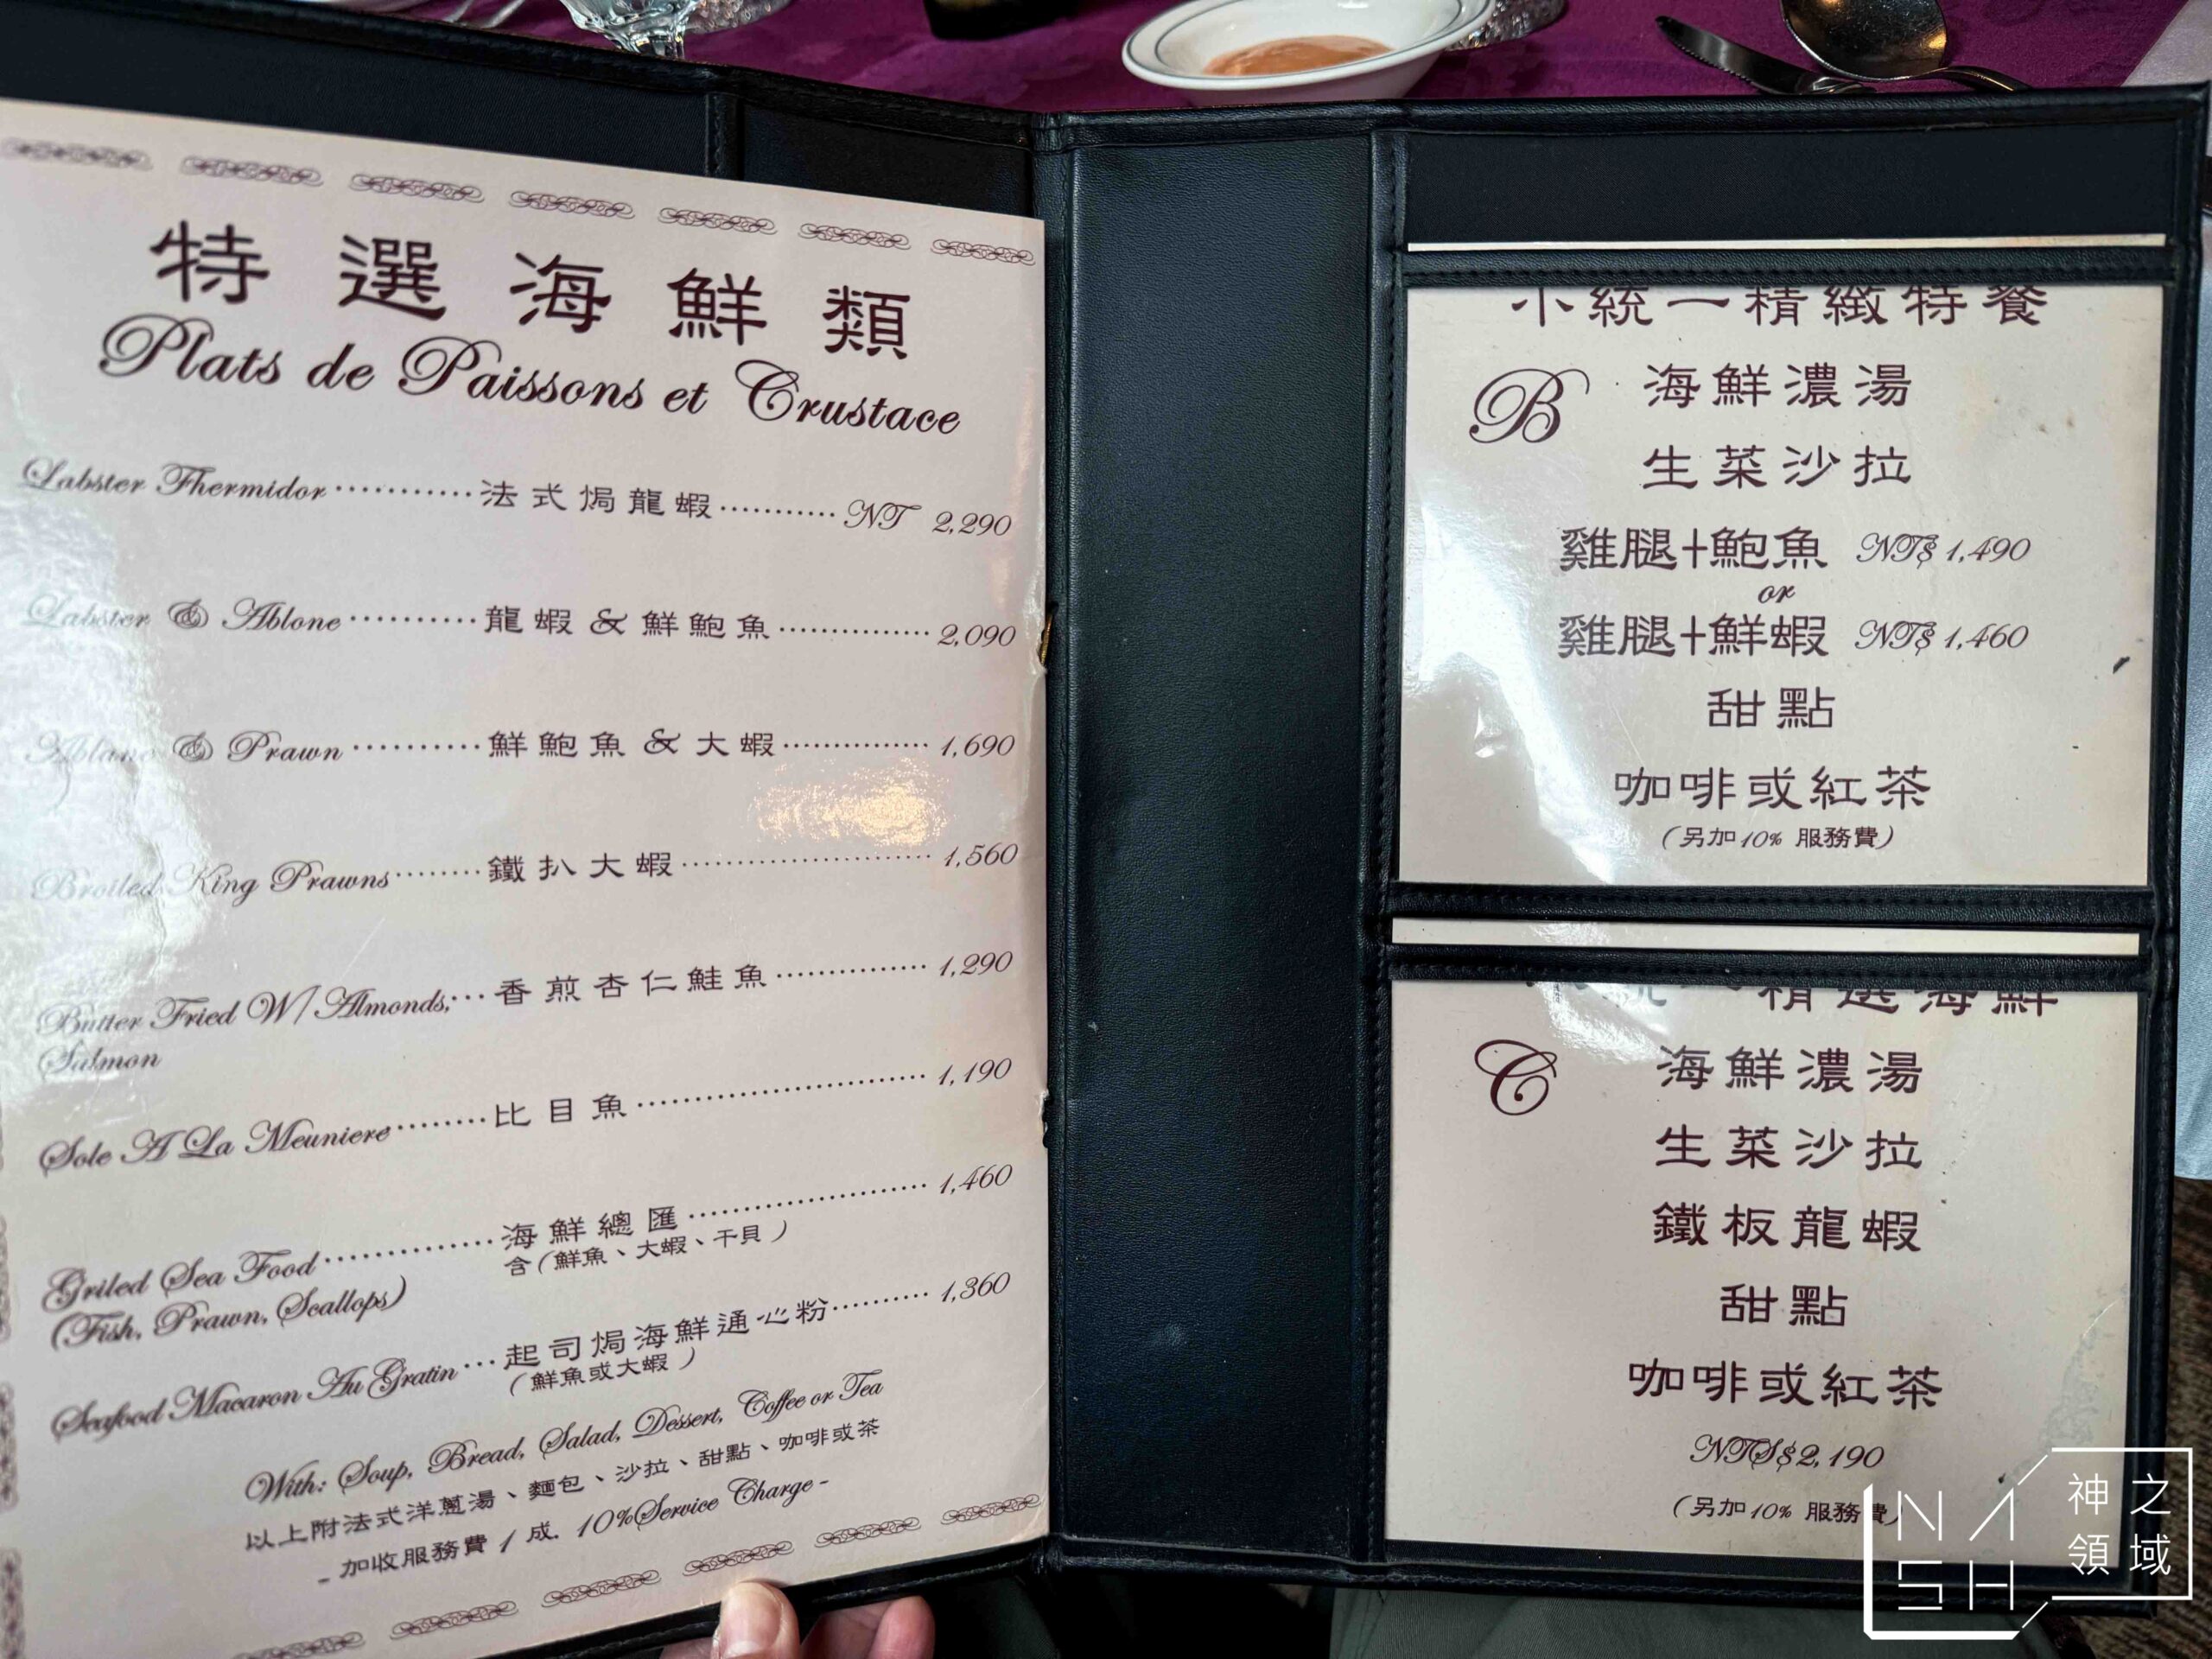 特選海鮮類
Plats de Paissons et Crustace
Labster Fhermidor············法式焗龍蝦···········NT 2,290
Labster & Ablone···········龍蝦 & 鮮鮑魚···············2,090
Ablane & Prawn··········鮮鮑魚 & 大蝦···············1,690
Broiled King Prawns········鐵扒大蝦························1,560
Butter Fried W/Almonds,···香煎杏仁鮭魚···············1,290
Salmon
Sole A La Meuniere········比目魚····························1,190
Griled Sea Food···············海鮮總匯·······················1,460
(Fish, Prawn, Scallops) 含(鮮魚、大蝦、干貝)
Seafood Macaron Au Gratin···起司焗海鮮通心粉··········1,360
(鮮魚或大蝦)
With: Soup, Bread, Salad, Dessert, Coffee or Tea
以上附法式洋蔥湯、麵包、沙拉、甜點、咖啡或茶
- 加收服務費 1 成. 10%Service Charge -
小統一精緻特餐
B 海鮮濃湯
生菜沙拉
雞腿+鮑魚 NT$ 1,490
or
雞腿+鮮蝦 NT$ 1,460
甜點
咖啡或紅茶
(另加10% 服務費)
統一精選海鮮
C 海鮮濃湯
生菜沙拉
鐵板龍蝦
甜點
咖啡或紅茶
NTS$2,190
(另加10% 服務費)
NASH
神之領域